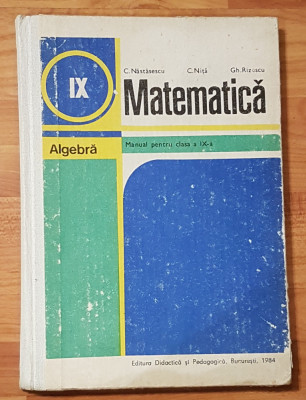 IX
C. Năstăsescu C. Niță Gh. Rizescu
Matematică
Algebră
Manual pentru clasa a IX-a
Editura Didactică și Pedagogică, București, 1984